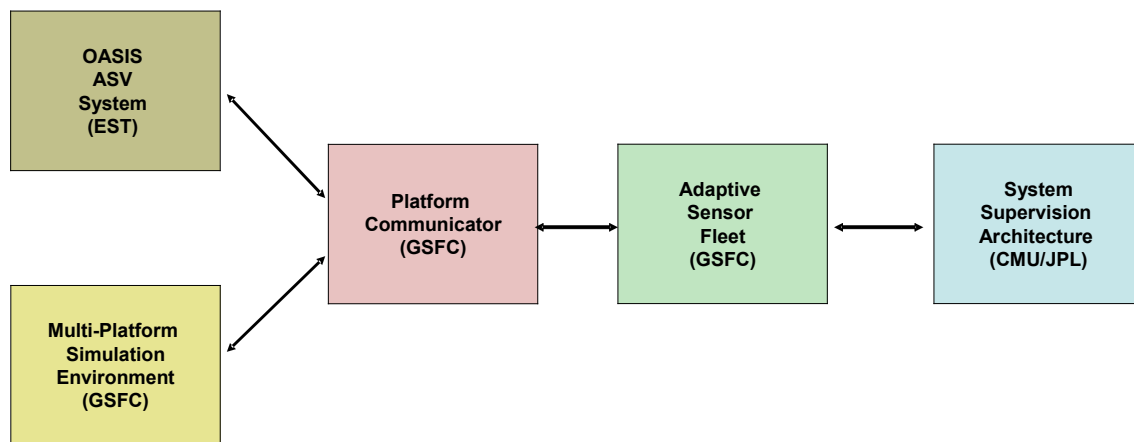 OASIS
ASV
System
(EST)
Platform
Communicator
(GSFC)
Adaptive
Sensor
Fleet
(GSFC)
System
Supervision
Architecture
(CMU/JPL)
Multi-Platform
Simulation
Environment
(GSFC)